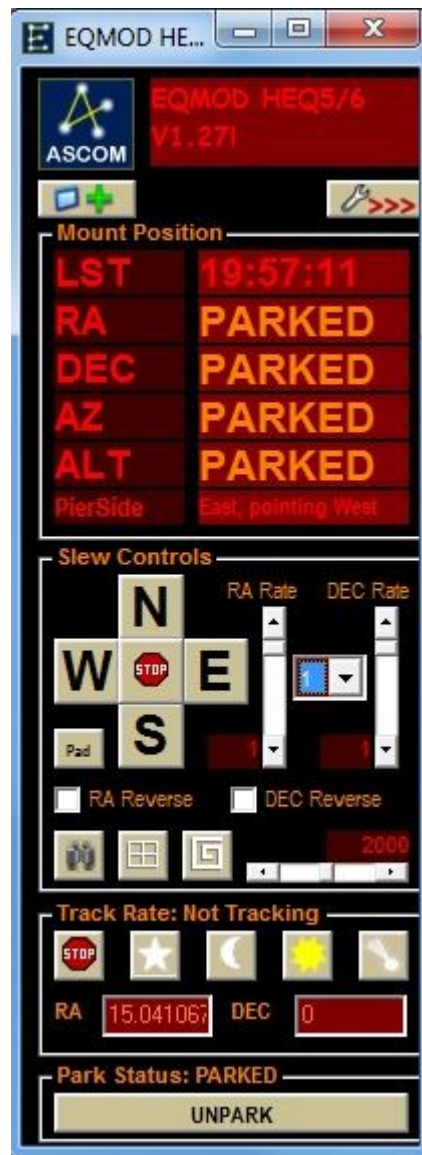 EQMOD HE...
ASCOM
EQMOD HEQ5/6
V1.27l
>>>
Mount Position
LST 19:57:11
RA PARKED
DEC PARKED
AZ PARKED
ALT PARKED
PierSide East, pointing West
Slew Controls
N
RA Rate DEC Rate
W STOP E
1
S
Pad
1 1
RA Reverse DEC Reverse
2000
Track Rate: Not Tracking
STOP
RA 15.041067 DEC 0
Park Status: PARKED
UNPARK